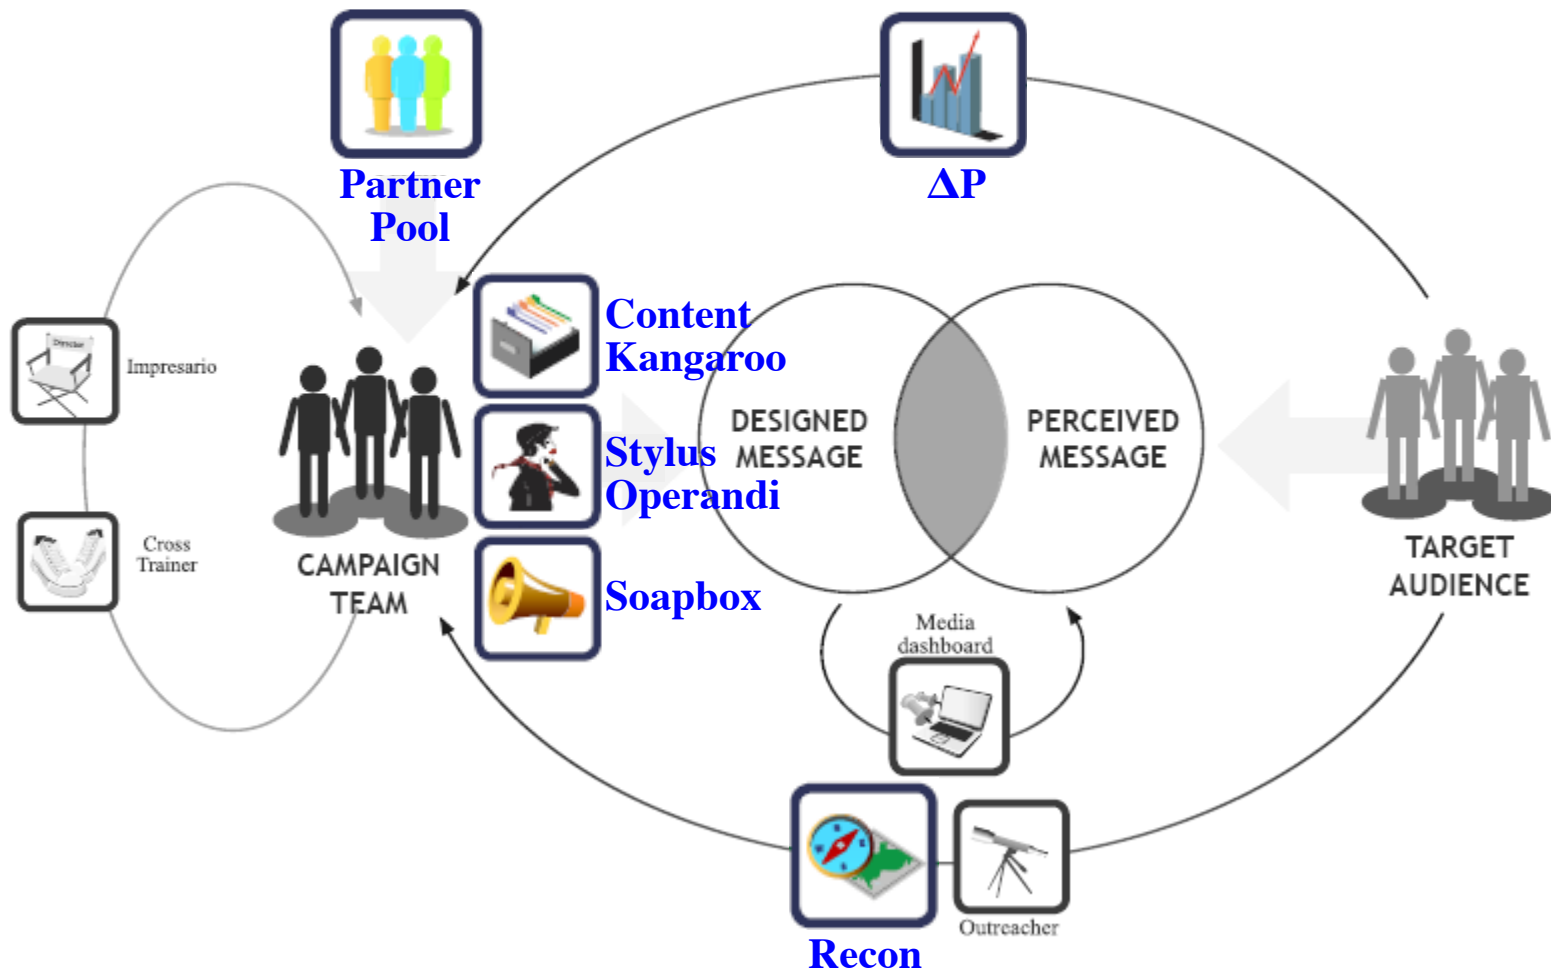 Partner
Pool
ΔP
Content
Kangaroo
Director
Impresario
DESIGNED
MESSAGE
PERCEIVED
MESSAGE
Stylus
Operandi
Cross
Trainer
CAMPAIGN
TEAM
TARGET
AUDIENCE
Soapbox
Media
dashboard
Outreacher
Recon